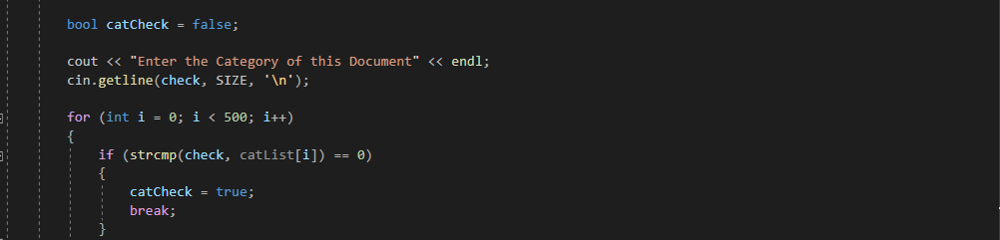 bool catCheck = false;
cout << "Enter the Category of this Document" << endl;
cin.getline(check, SIZE, '\n');
for (int i = 0; i < 500; i++)
{
if (strcmp(check, catList[i]) == 0)
{
catCheck = true;
break;
}